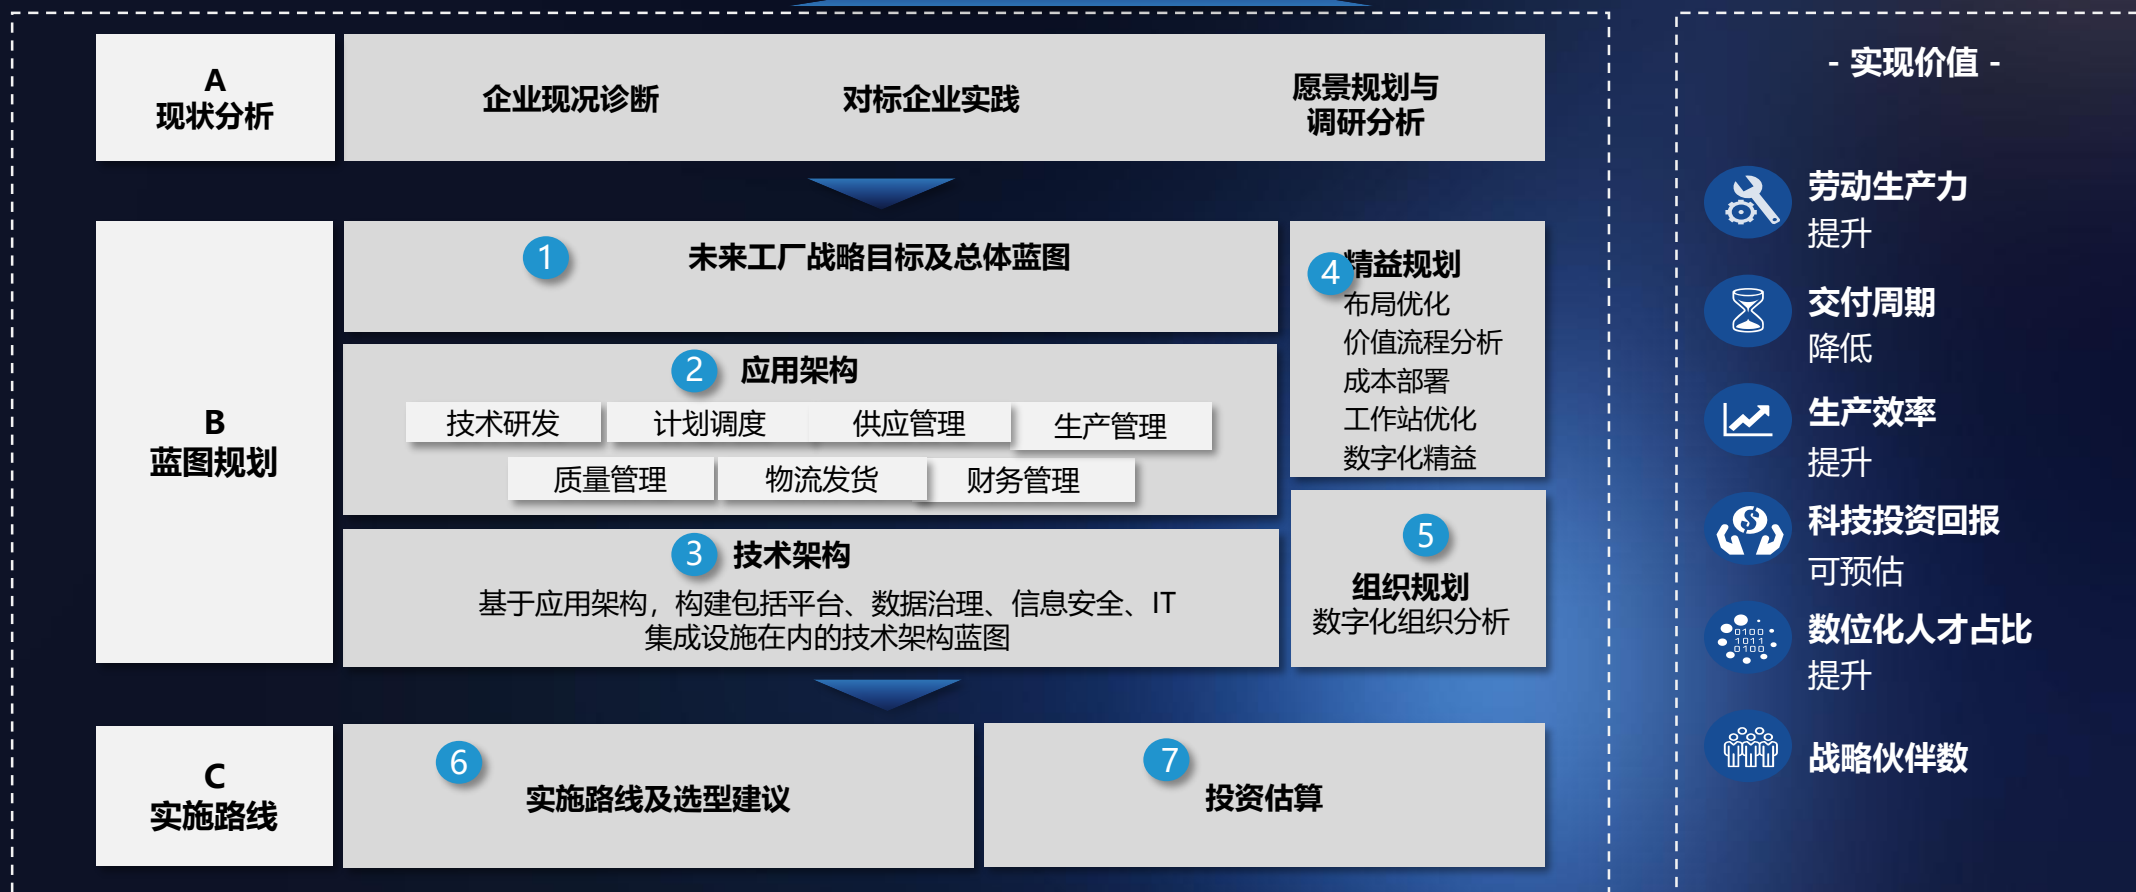 A
现状分析
企业现况诊断
对标企业实践
愿景规划与
调研分析
B
蓝图规划
1
未来工厂战略目标及总体蓝图
2
应用架构
技术研发
计划调度
供应管理
生产管理
质量管理
物流发货
财务管理
3
技术架构
基于应用架构，构建包括平台、数据治理、信息安全、IT
集成设施在内的技术架构蓝图
4
精益规划
布局优化
价值流程分析
成本部署
工作站优化
数字化精益
5
组织规划
数字化组织分析
C
实施路线
6
实施路线及选型建议
7
投资估算
- 实现价值 -
劳动生产力
提升
交付周期
降低
生产效率
提升
科技投资回报
可预估
0100
1011
0100
数位化人才占比
提升
战略伙伴数